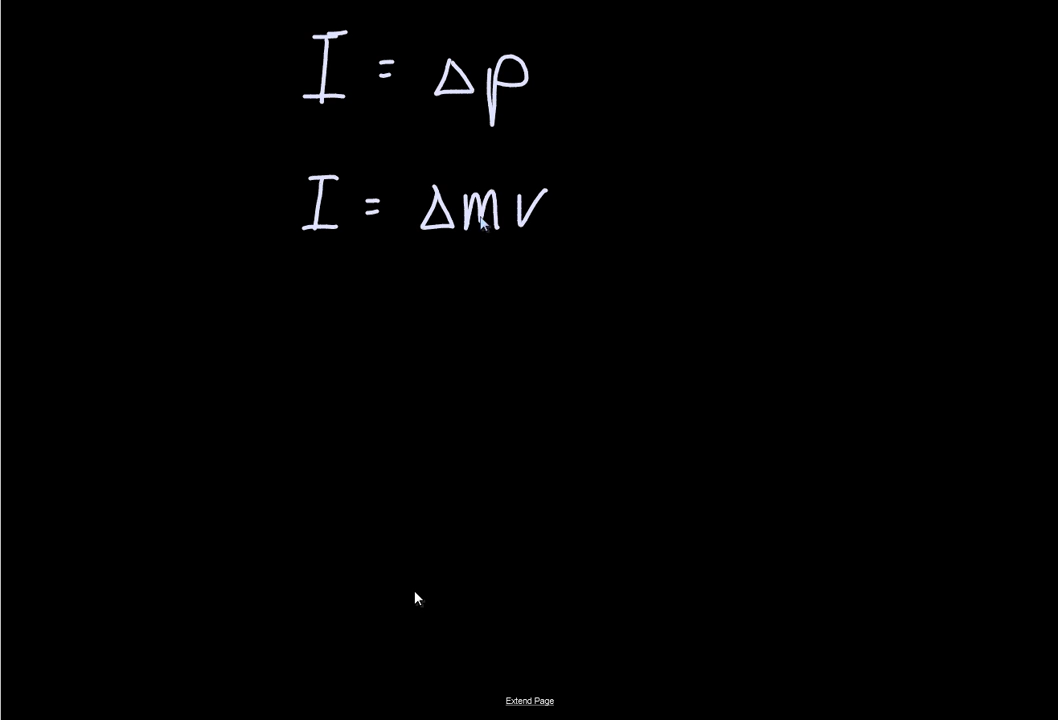 I = Δp
I = Δmv
Extend Page